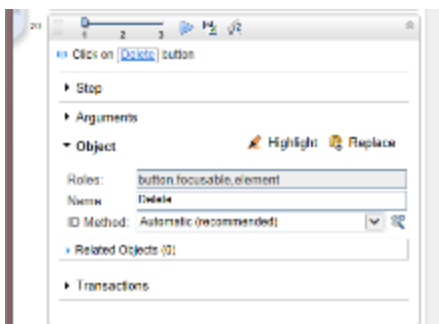 1 2 3
Click on [Delete] button
Step
Arguments
Object Highlight Replace
Roles: button,focusable,element
Name Delete
ID Method: Automatic (recommended)
Related Objects (0)
Transactions